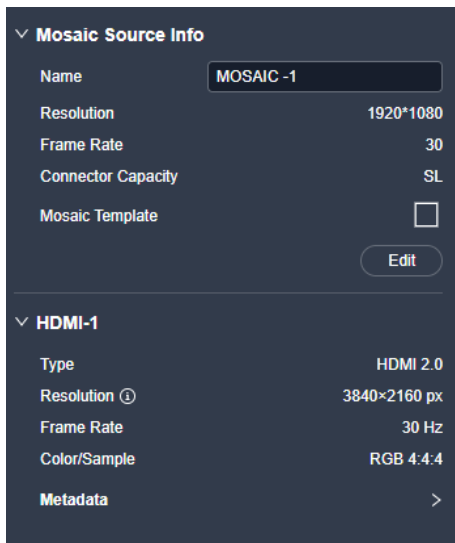 Mosaic Source Info
Name MOSAIC -1
Resolution 1920*1080
Frame Rate 30
Connector Capacity SL
Mosaic Template
Edit
HDMI-1
Type HDMI 2.0
Resolution 3840×2160 px
Frame Rate 30 Hz
Color/Sample RGB 4:4:4
Metadata